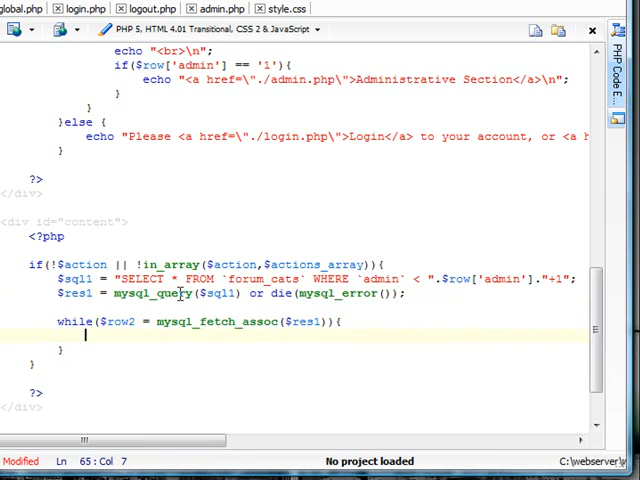 global.php login.php logout.php admin.php style.css
PHP 5, HTML 4.01 Transitional, CSS 2 & JavaScript
echo "<br>\n";
if($row['admin'] == '1'){
echo "<a href=\"./admin.php\">Administrative Section</a>\n";
}
}
}else {
echo "Please <a href=\"./login.php\">Login</a> to your account, or <a h
}
?>
</div>
<div id="content">
<?php
if(!$action || !in_array($action,$actions_array)){
$sql1 = "SELECT * FROM `forum_cats` WHERE `admin` < ".$row['admin']."+1";
$res1 = mysql_query($sql1) or die(mysql_error());
while($row2 = mysql_fetch_assoc($res1)){
}
}
?>
</div>
PHP Code E...
Modified Ln 65 : Col 7 No project loaded C:\webserver\w